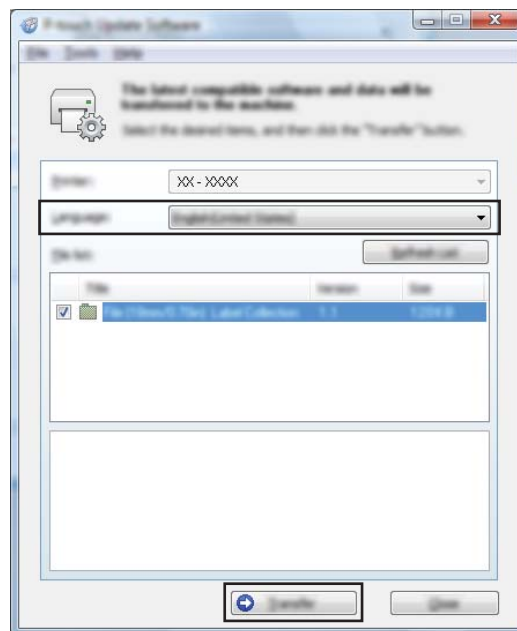 P-touch Update Software
File Tools Help
The latest compatible software and data will be
transferred to the machine.
Select the desired items, and then click the "Transfer" button.
Printer: XX - XXXX
Language: English(United States)
File list: Refresh List
Title Version Size
Label Collection 1.1
Transfer Close